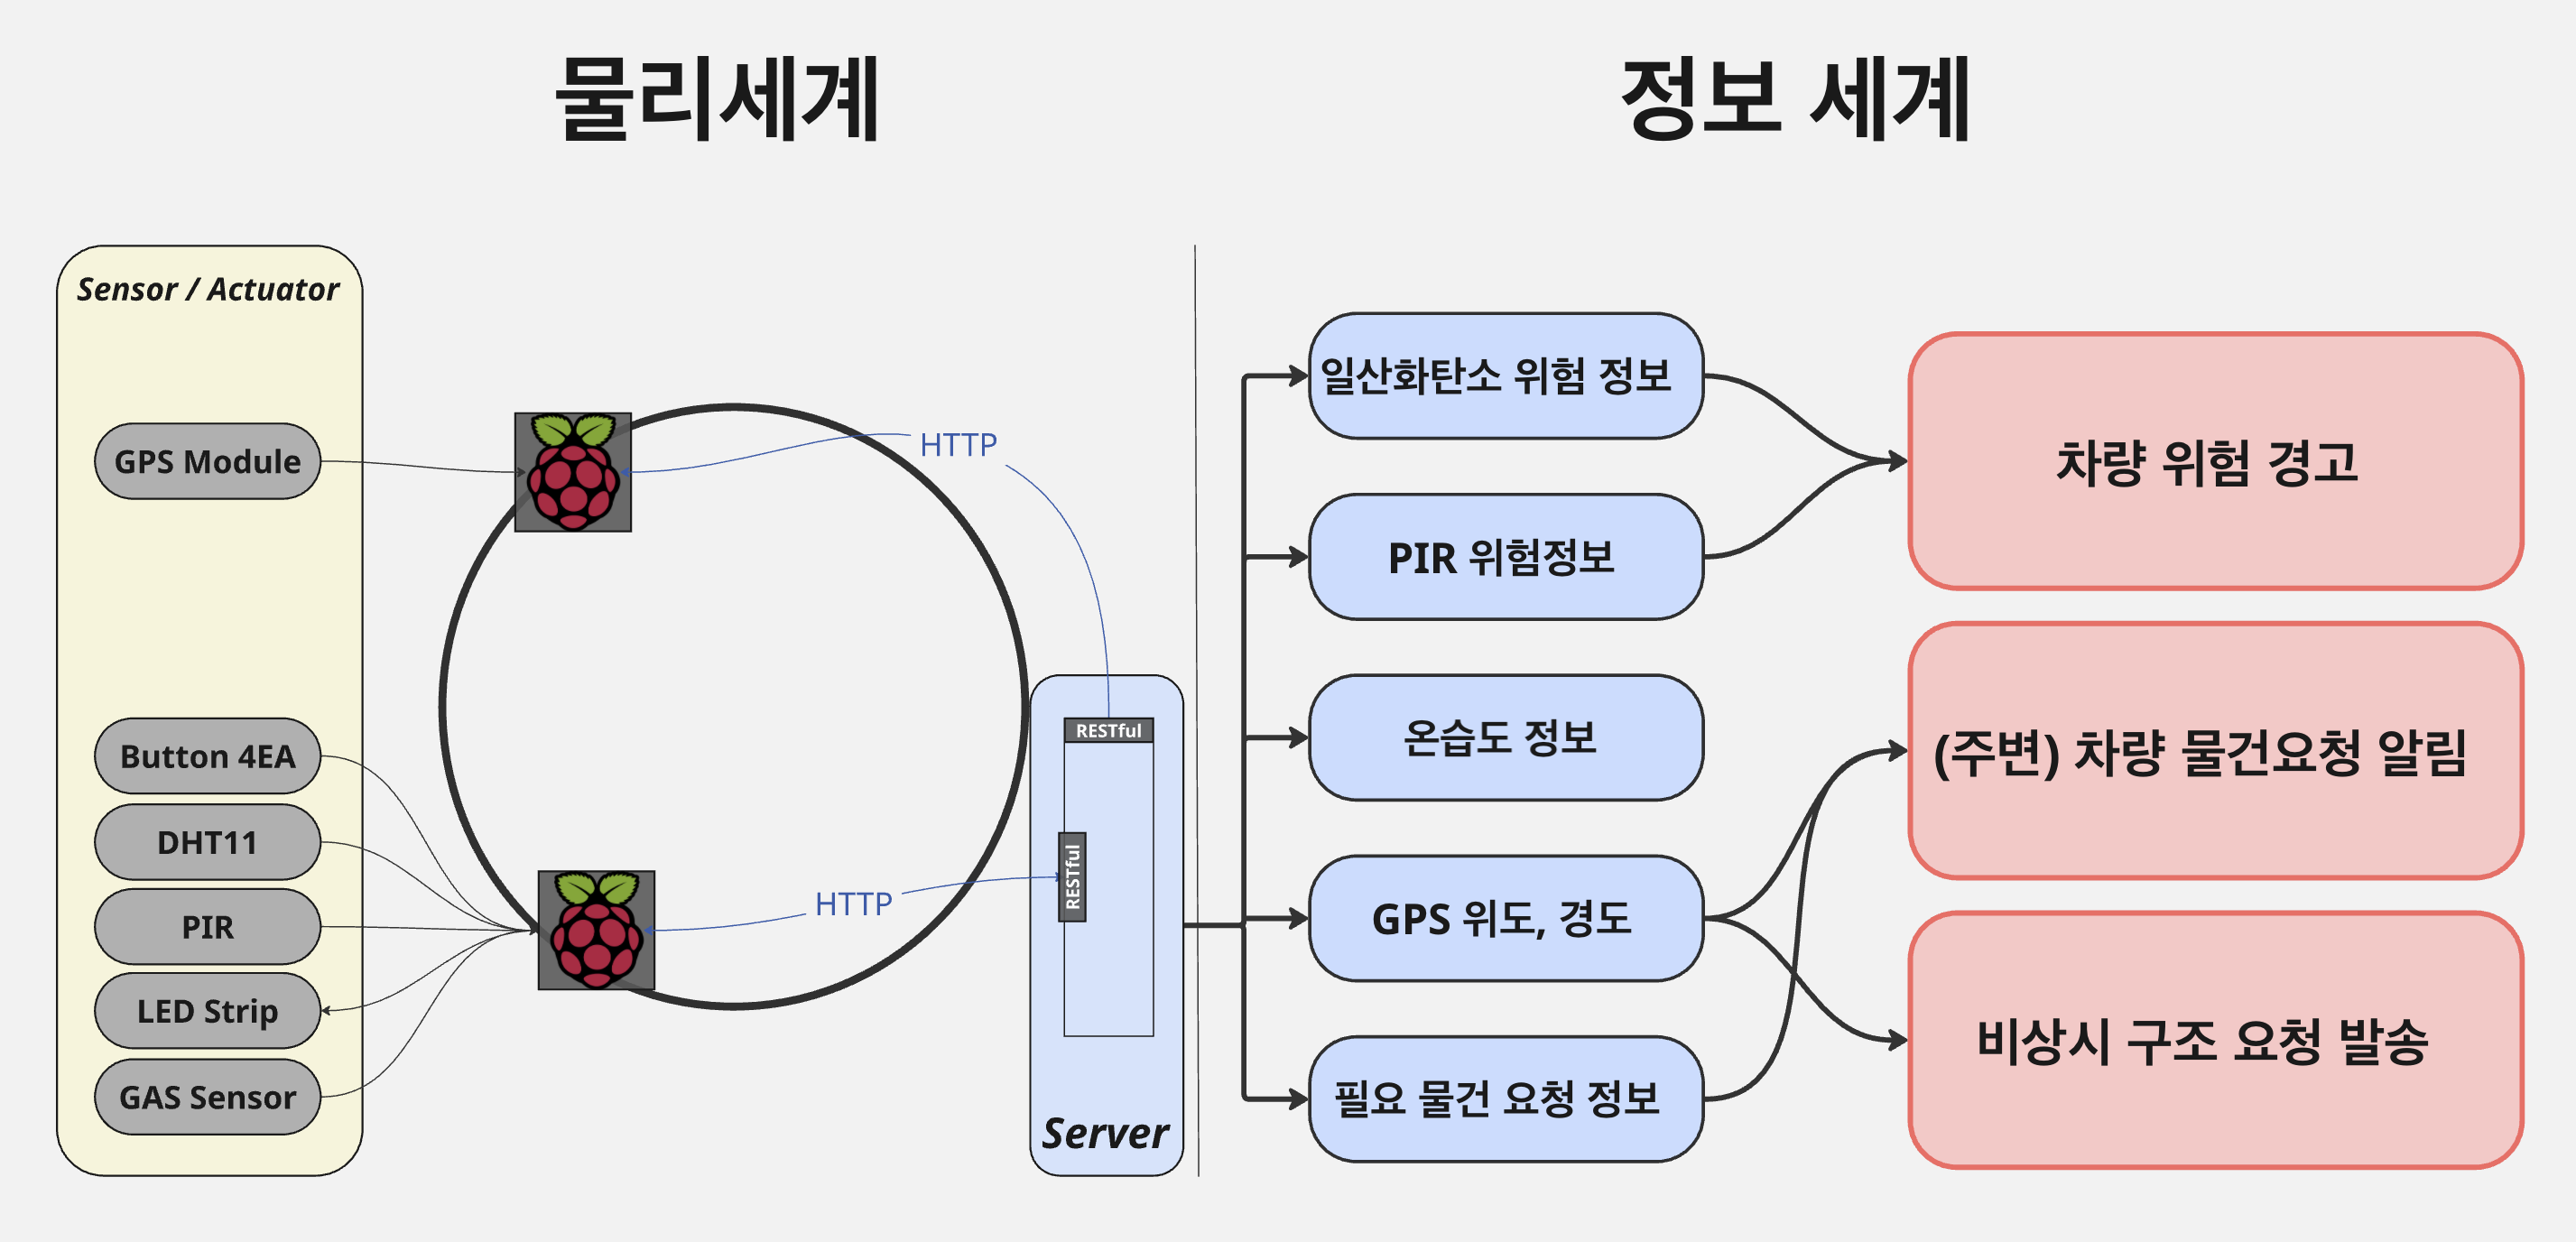 물리세계
정보 세계
Sensor / Actuator
GPS Module
Button 4EA
DHT11
PIR
LED Strip
GAS Sensor
HTTP
HTTP
RESTful
RESTful
Server
일산화탄소 위험 정보
PIR 위험정보
온습도 정보
GPS 위도, 경도
필요 물건 요청 정보
차량 위험 경고
(주변) 차량 물건요청 알림
비상시 구조 요청 발송